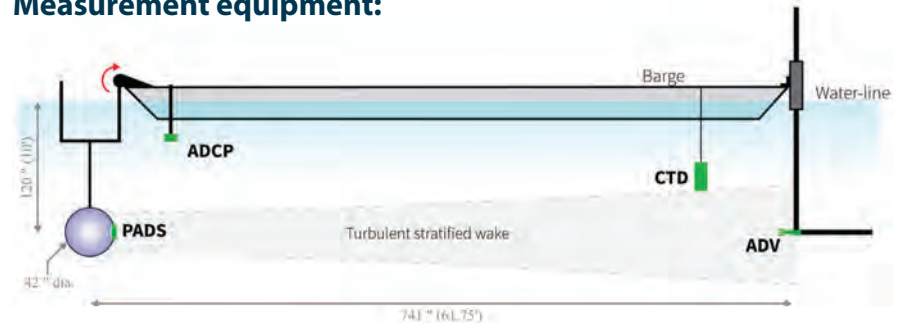 Measurement equipment:
Barge
Water-line
ADCP
120 " (10')
CTD
PADS
Turbulent stratified wake
ADV
42 " dia.
741 " (61.75')